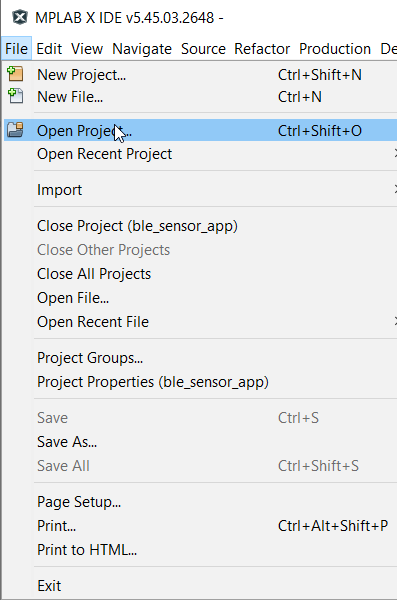 MPLAB X IDE v5.45.03.2648 -
File Edit View Navigate Source Refactor Production De
New Project... Ctrl+Shift+N
New File... Ctrl+N
Open Project... Ctrl+Shift+O
Open Recent Project
Import
Close Project (ble_sensor_app)
Close Other Projects
Close All Projects
Open File...
Open Recent File
Project Groups...
Project Properties (ble_sensor_app)
Save Ctrl+S
Save As...
Save All Ctrl+Shift+S
Page Setup...
Print... Ctrl+Alt+Shift+P
Print to HTML...
Exit